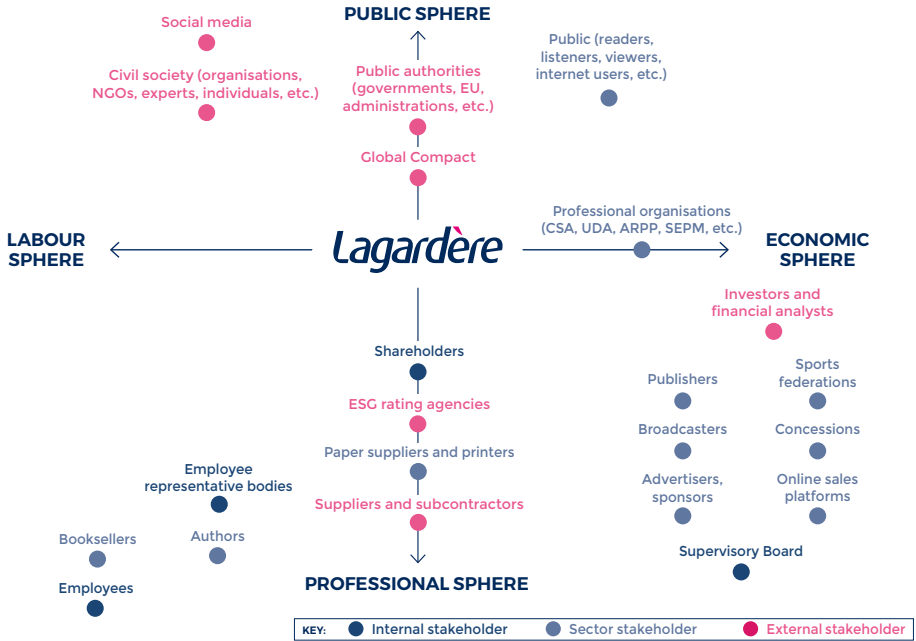 PUBLIC SPHERE
Social media
Civil society (organisations,
NGOs, experts, individuals, etc.)
Public authorities
(governments, EU,
administrations, etc.)
Public (readers,
listeners, viewers,
internet users, etc.)
Global Compact
LABOUR
SPHERE
Lagardère
Professional organisations
(CSA, UDA, ARPP, SEPM, etc.)
ECONOMIC
SPHERE
Investors and
financial analysts
Shareholders
ESG rating agencies
Paper suppliers and printers
Suppliers and subcontractors
Publishers
Sports
federations
Broadcasters
Concessions
Advertisers,
sponsors
Online sales
platforms
Supervisory Board
Employee
representative bodies
Booksellers
Authors
Employees
PROFESSIONAL SPHERE
KEY: Internal stakeholder Sector stakeholder External stakeholder